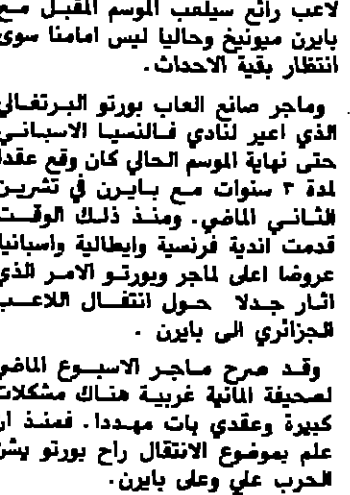 لاعب رائع سيلعب الموسم المقبل مع
بايرن ميونيخ وحاليا ليس امامنا سوى
انتظار بقية الاحداث.
وماجر صانع العاب بورتو البرتغالي
الذي اعير لنادي فالنسيا الاسباني
حتى نهاية الموسم الحالي كان وقع عقدا
لمدة ٣ سنوات مع بايرن في تشرين
الثاني الماضي. ومنذ ذلك الوقت
قدمت اندية فرنسية وايطالية واسبانيا
عروضا اعلى لماجر وبورتو الامر الذي
اثار جدلا حول انتقال اللاعب
الجزائري الى بايرن .
وقد صرح ماجر الاسبوع الماضي
لصحيفة المانية غربية هناك مشكلات
كبيرة وعقدي بات مهددا. فمنذ ان
علم بموضوع الانتقال راح بورتو يشن
الحرب علي وعلى بايرن.